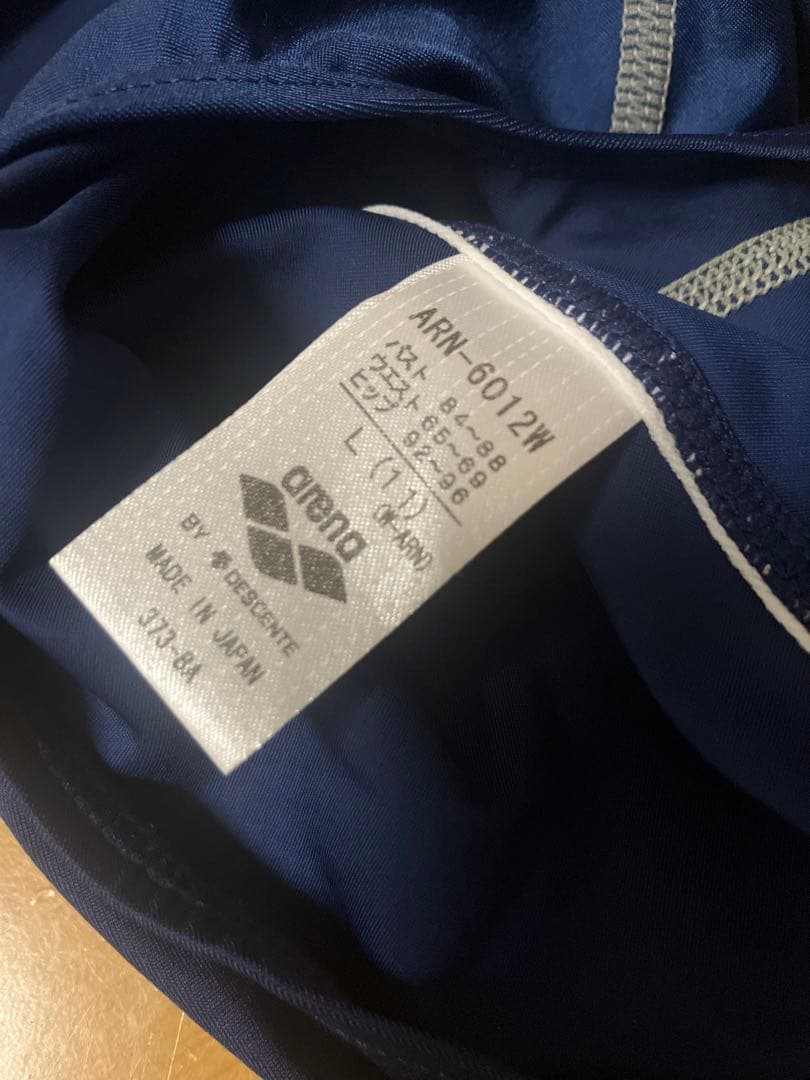 ARN-6012W
バスト 84~88
ウエスト 65~69
ヒップ 92~96
L (11)
(W-ARN)
arena
BY DESCENTE
MADE IN JAPAN
373-8A